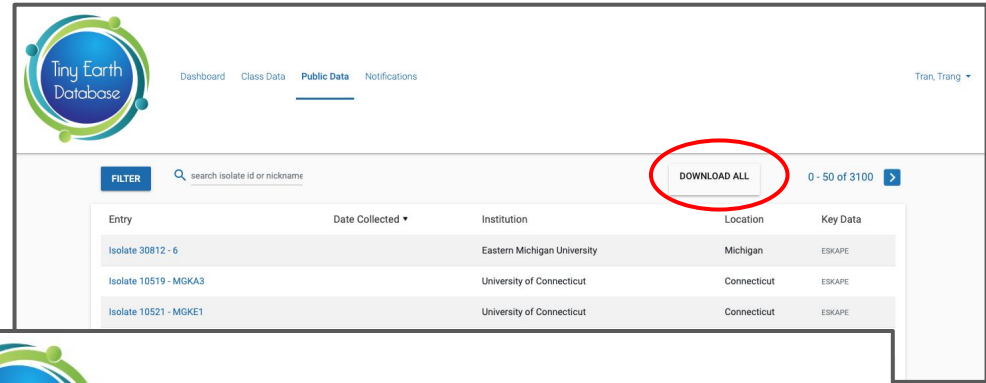 Tiny Earth
Database
Dashboard Class Data Public Data Notifications Tran, Trang
FILTER search isolate id or nickname DOWNLOAD ALL 0 - 50 of 3100
Entry Date Collected Institution Location Key Data
Isolate 30812 - 6 Eastern Michigan University Michigan ESKAPE
Isolate 10519 - MGKA3 University of Connecticut Connecticut ESKAPE
Isolate 10521 - MGKE1 University of Connecticut Connecticut ESKAPE